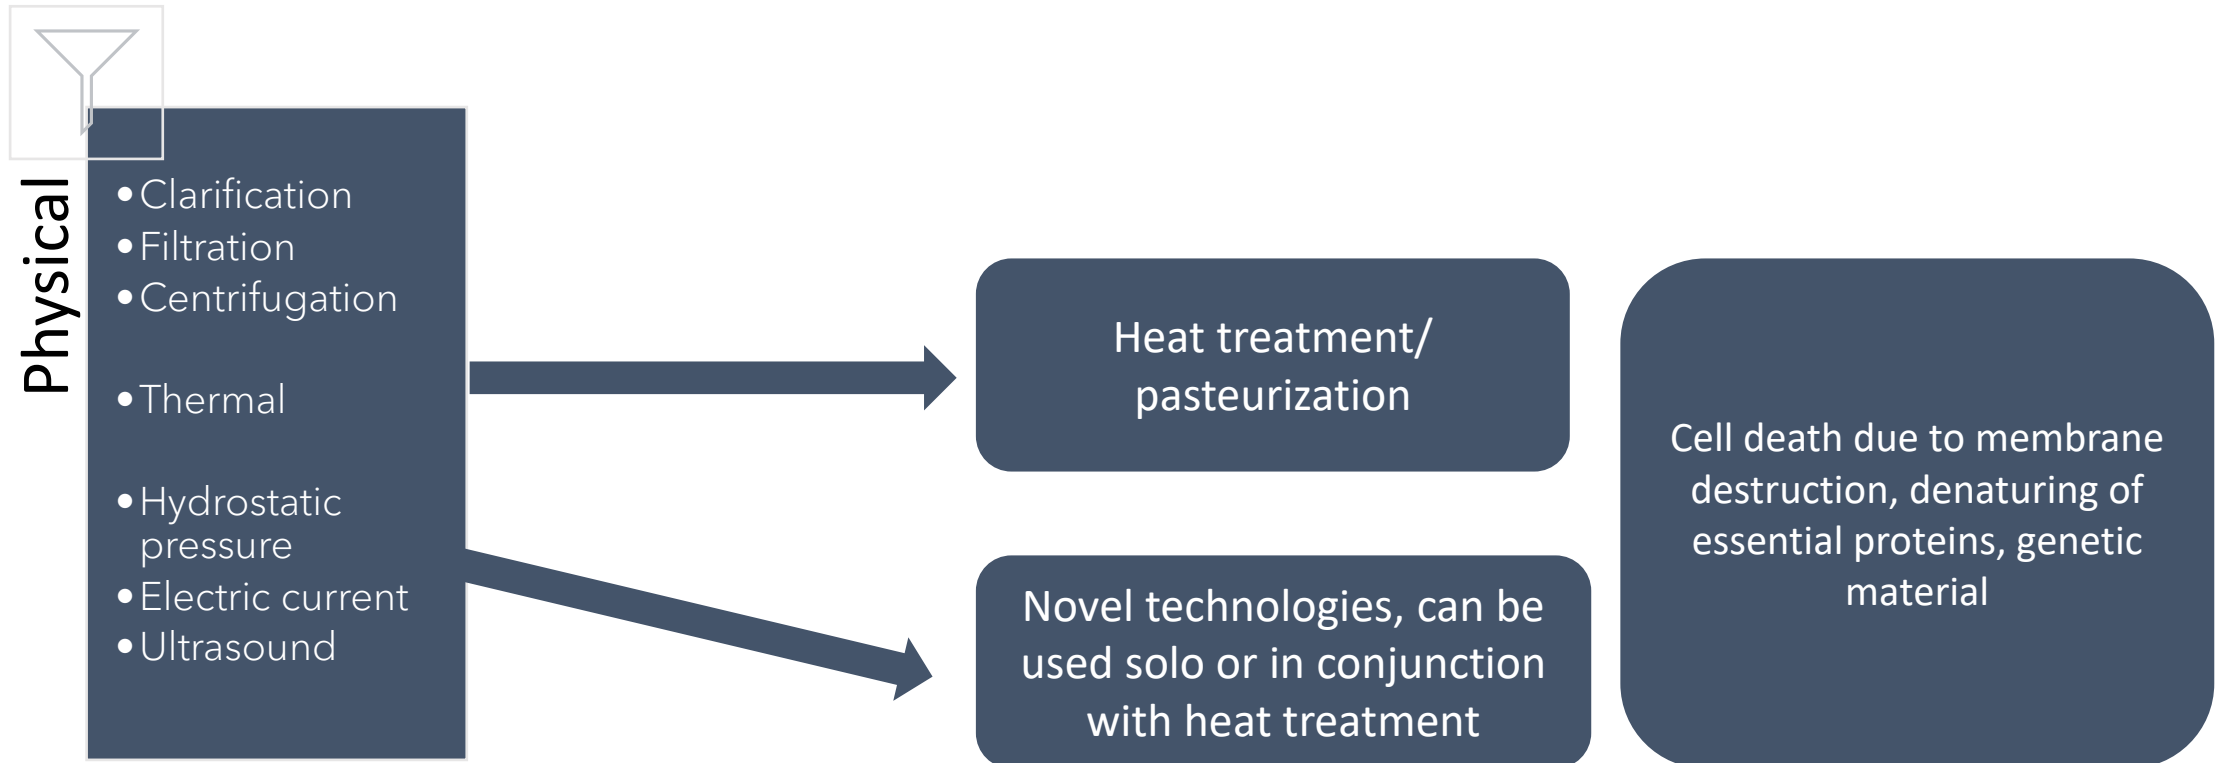 Physical
•Clarification
•Filtration
•Centrifugation
•Thermal
•Hydrostatic
pressure
•Electric current
•Ultrasound
Heat treatment/
pasteurization
Novel technologies, can be
used solo or in conjunction
with heat treatment
Cell death due to membrane
destruction, denaturing of
essential proteins, genetic
material